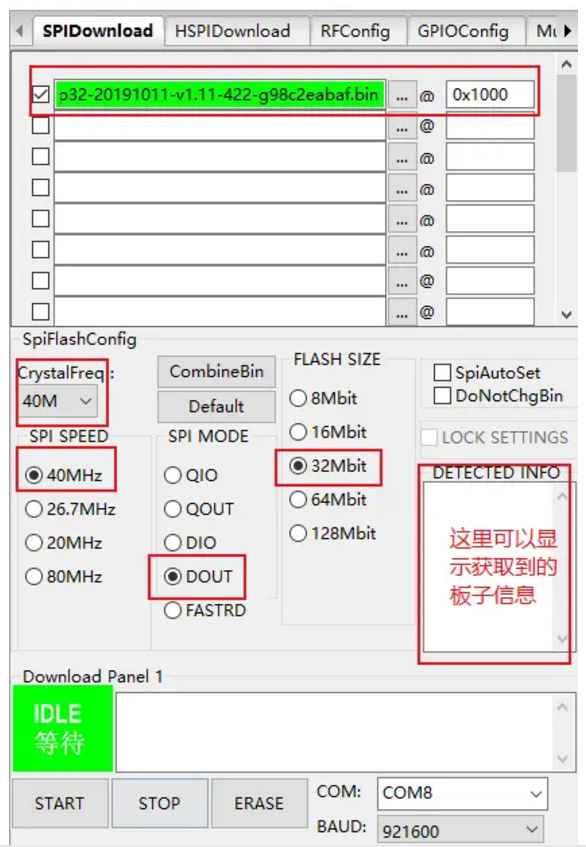 SPIDownload HSPIDownload RFConfig GPIOConfig Mu
p32-20191011-v1.11-422-g98c2eabaf.bin ... @ 0x1000
... @
... @
... @
... @
... @
... @
... @
SpiFlashConfig
CrystalFreq:
40M
CombineBin
Default
SPI SPEED
40MHz
26.7MHz
20MHz
80MHz
SPI MODE
QIO
QOUT
DIO
DOUT
FASTRD
FLASH SIZE
8Mbit
16Mbit
32Mbit
64Mbit
128Mbit
SpiAutoSet
DoNotChgBin
LOCK SETTINGS
DETECTED INFO
这里可以显
示获取到的
板子信息
Download Panel 1
IDLE
等待
START STOP ERASE
COM: COM8
BAUD: 921600